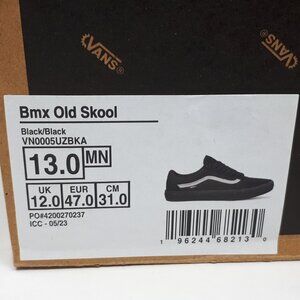 VANS
VANS
Bmx Old Skool
Black/Black
VN0005UZBKA
13.0 MN
UK EUR CM
12.0 47.0 31.0
PO#4200270237
ICC - 05/23
1 96244 68213 0